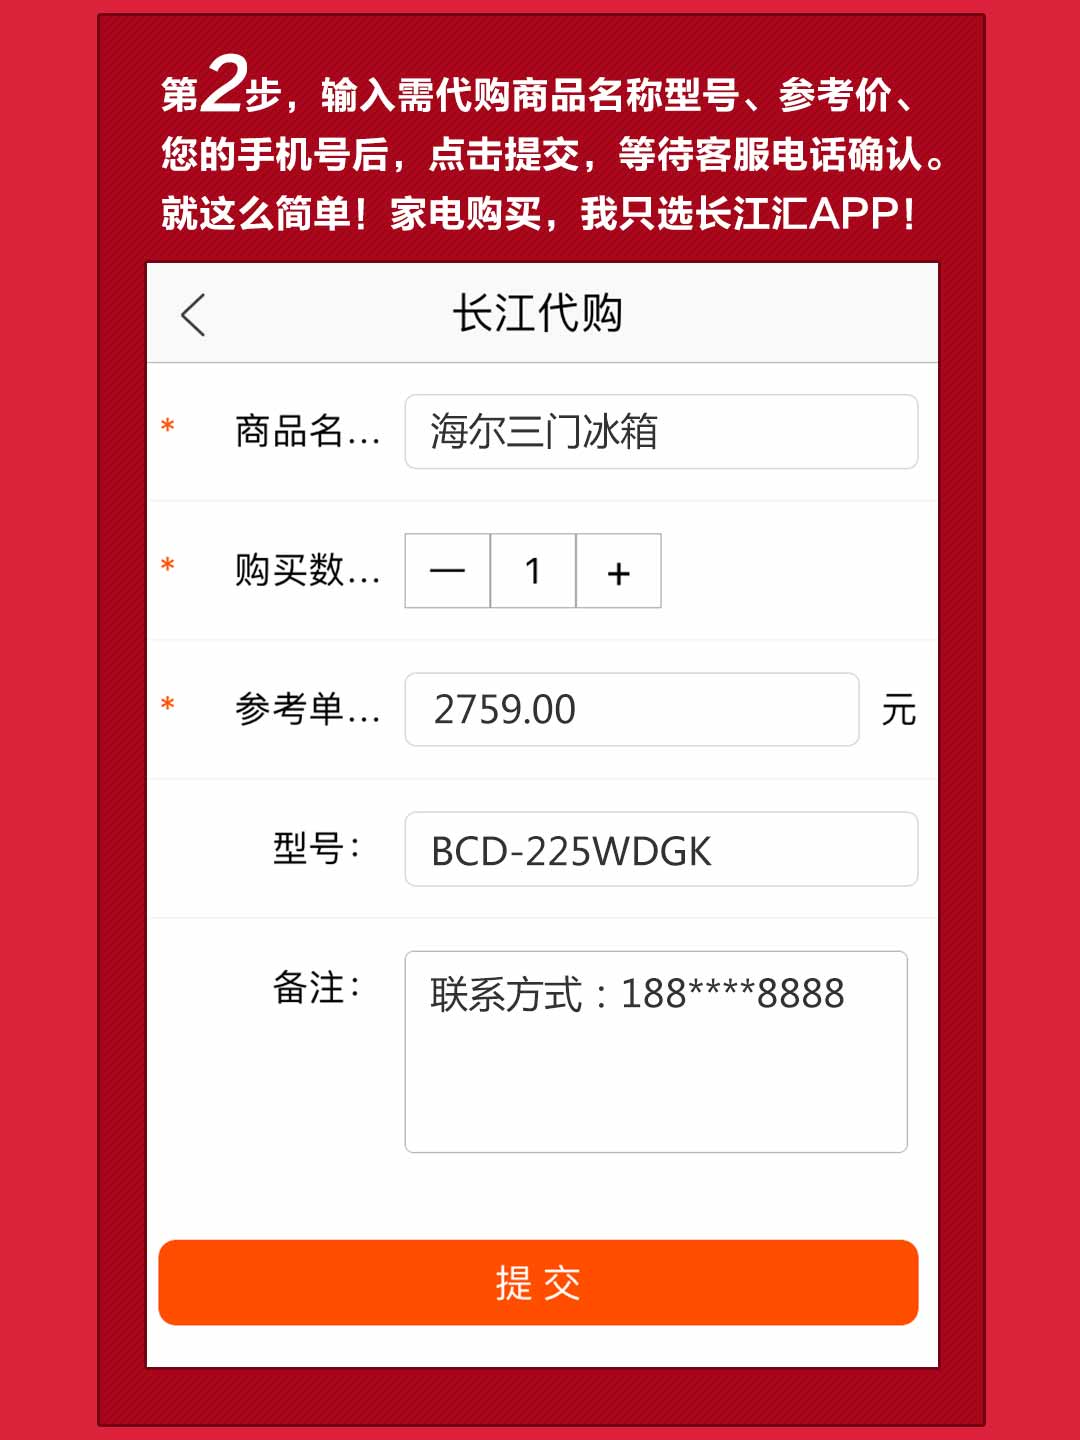 第2步，输入需代购商品名称型号、参考价、
您的手机号后，点击提交，等待客服电话确认。
就这么简单！家电购买，我只选长江汇APP！
长江代购
* 商品名... 海尔三门冰箱
* 购买数... — 1 +
* 参考单... 2759.00 元
型号： BCD-225WDGK
备注： 联系方式：188****8888
提交